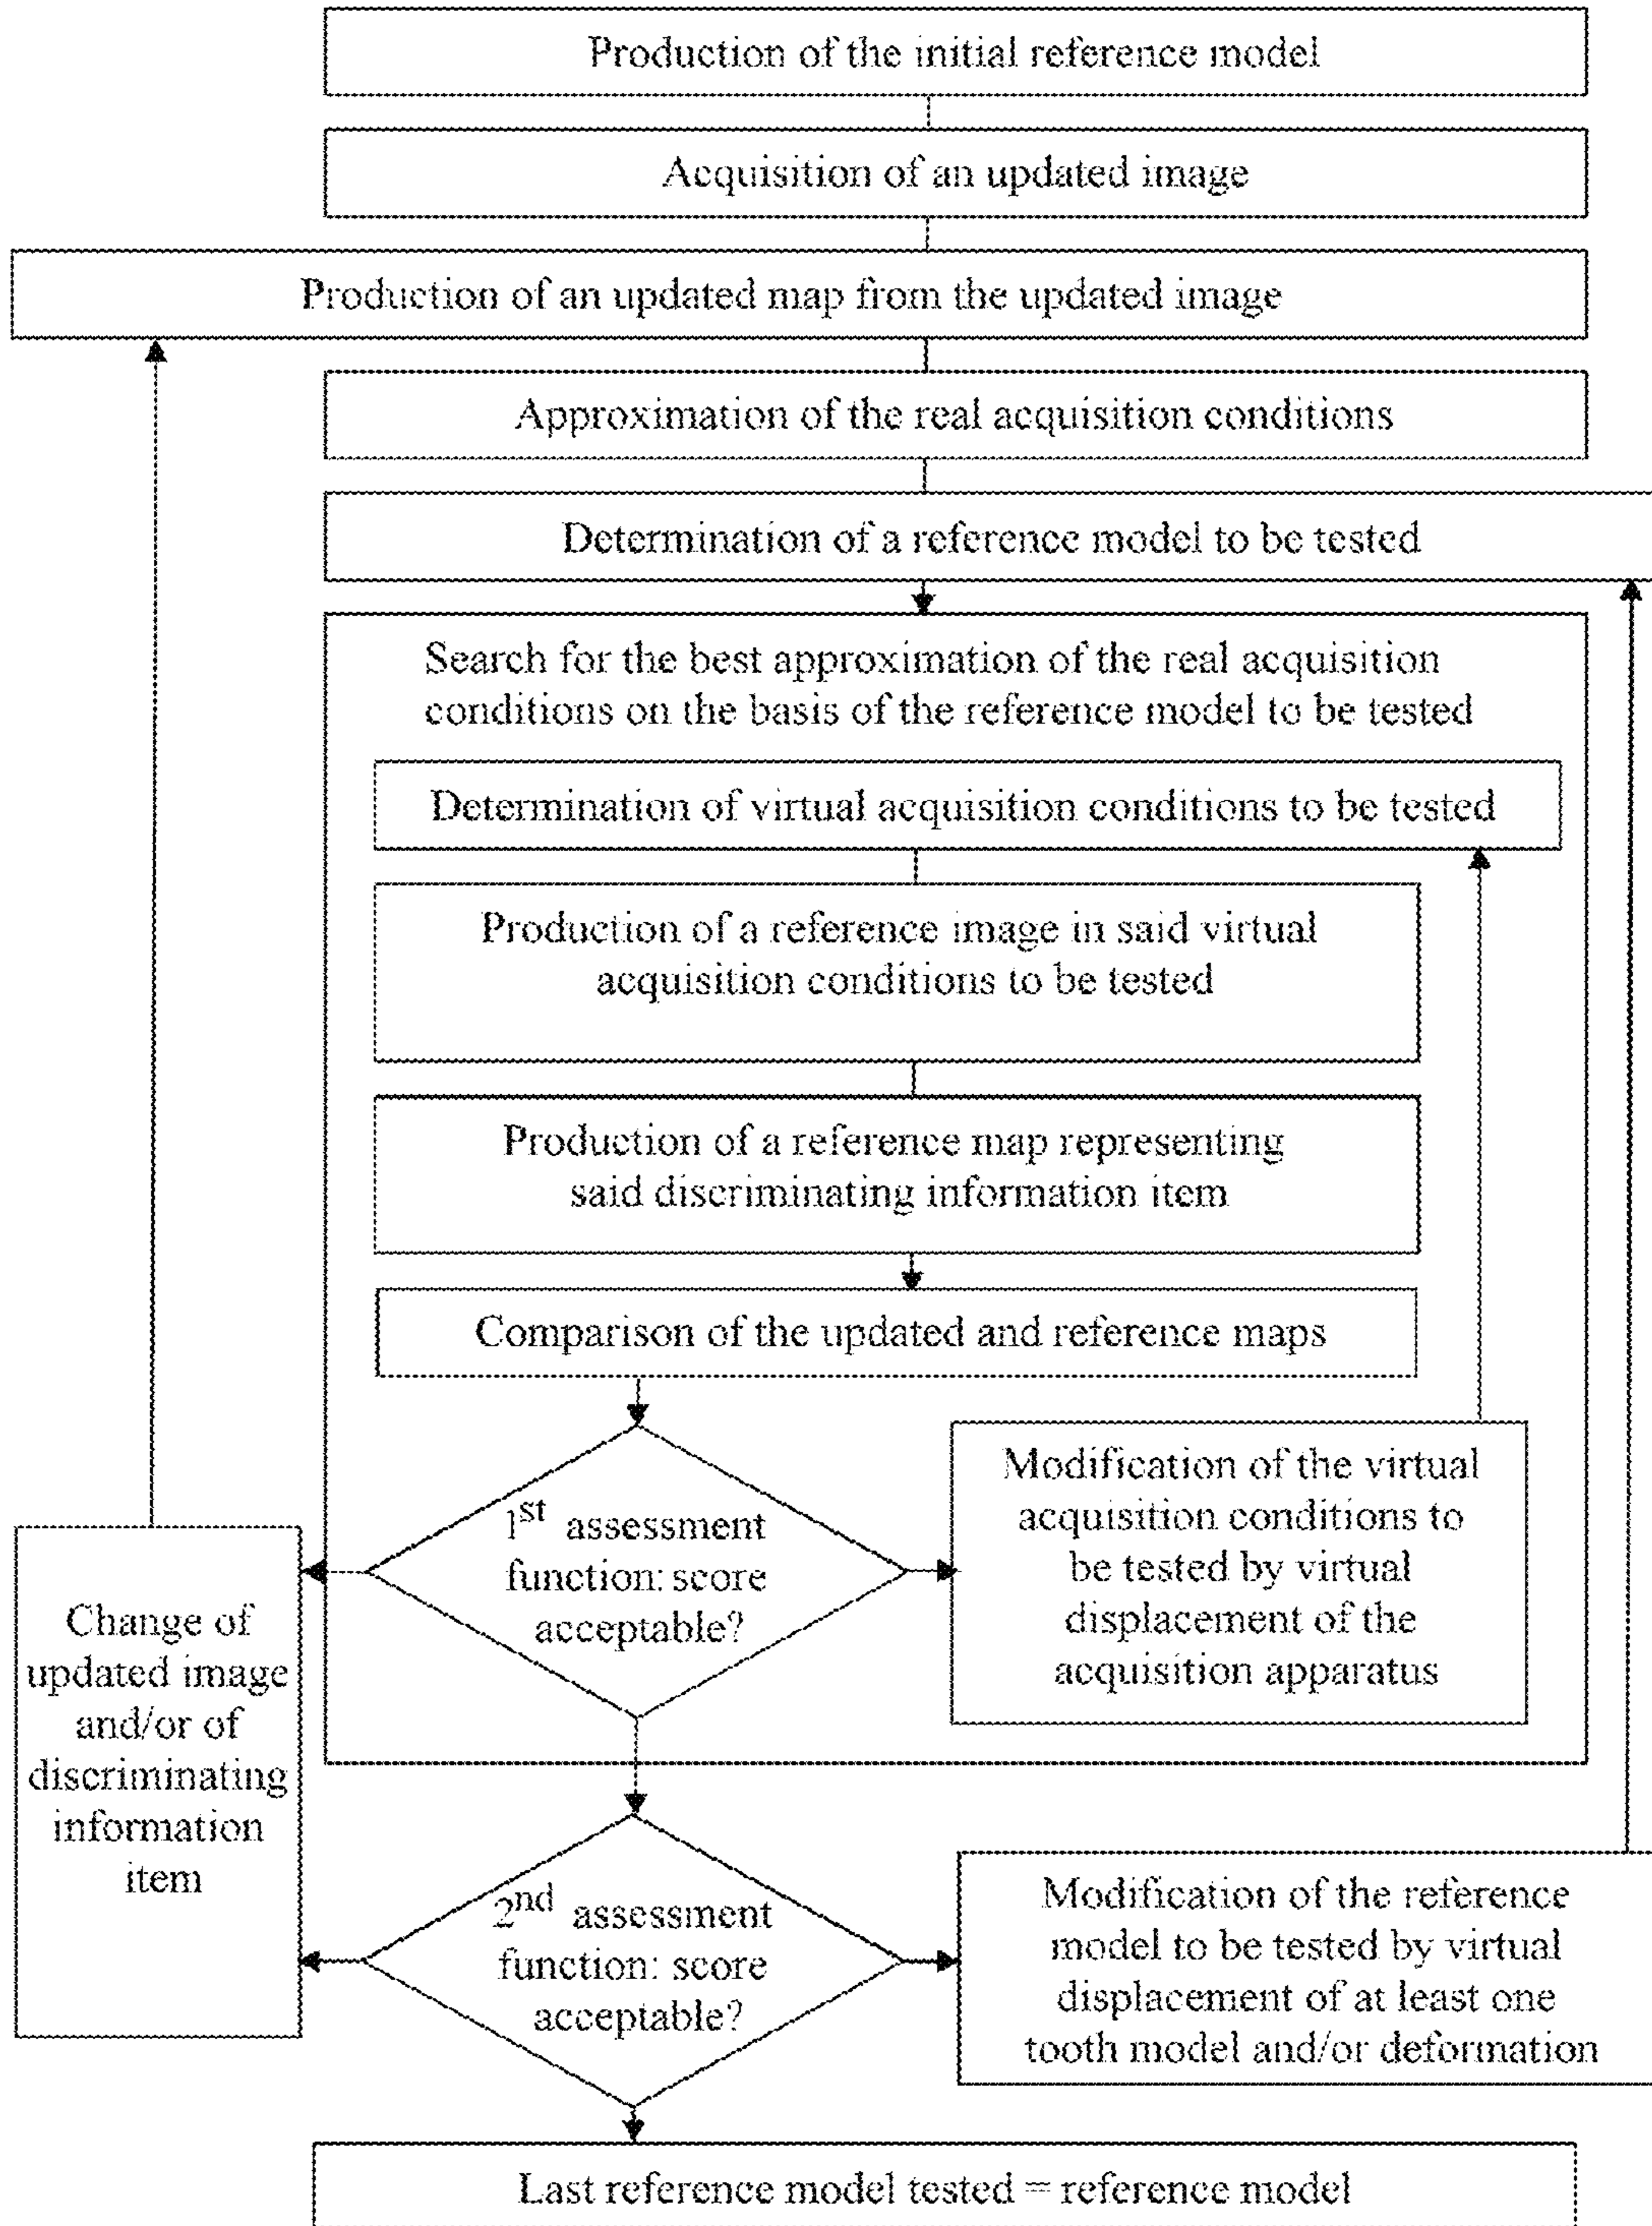 Production of the initial reference model
Acquisition of an updated image
Production of an updated map from the updated image
Approximation of the real acquisition conditions
Determination of a reference model to be tested
Search for the best approximation of the real acquisition
conditions on the basis of the reference model to be tested
Determination of virtual acquisition conditions to be tested
Production of a reference image in said virtual
acquisition conditions to be tested
Production of a reference map representing
said discriminating information item
Comparison of the updated and reference maps
1st assessment
function: score
acceptable?
Modification of the virtual
acquisition conditions to
be tested by virtual
displacement of the
acquisition apparatus
Change of
updated image
and/or of
discriminating
information
item
2nd assessment
function: score
acceptable?
Modification of the reference
model to be tested by virtual
displacement of at least one
tooth model and/or deformation
Last reference model tested = reference model